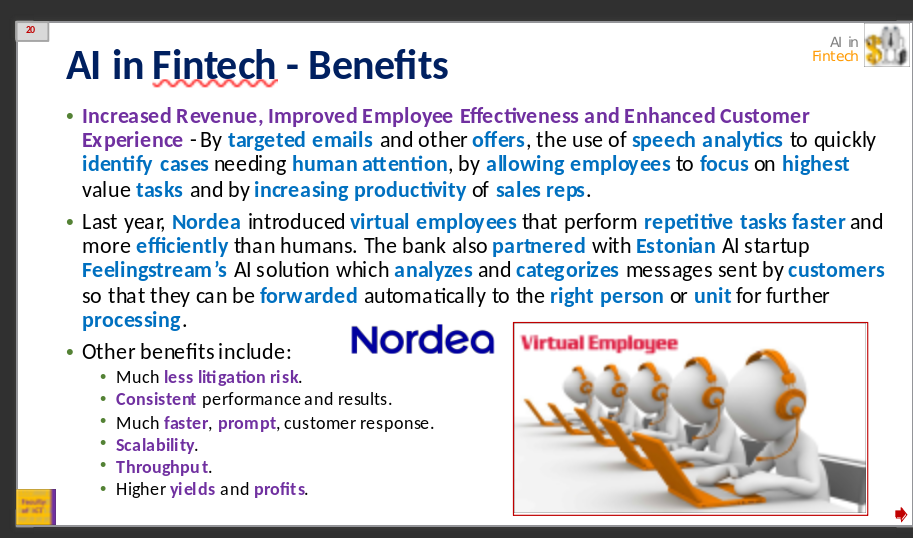 20
AI in
Fintech
AI in Fintech - Benefits
• Increased Revenue, Improved Employee Effectiveness and Enhanced Customer
Experience - By targeted emails and other offers, the use of speech analytics to quickly
identify cases needing human attention, by allowing employees to focus on highest
value tasks and by increasing productivity of sales reps.
• Last year, Nordea introduced virtual employees that perform repetitive tasks faster and
more efficiently than humans. The bank also partnered with Estonian AI startup
Feelingstream’s AI solution which analyzes and categorizes messages sent by customers
so that they can be forwarded automatically to the right person or unit for further
processing.
Nordea
Virtual Employee
• Other benefits include:
• Much less litigation risk.
• Consistent performance and results.
• Much faster, prompt, customer response.
• Scalability.
• Throughput.
• Higher yields and profits.
Faculty
of ICT